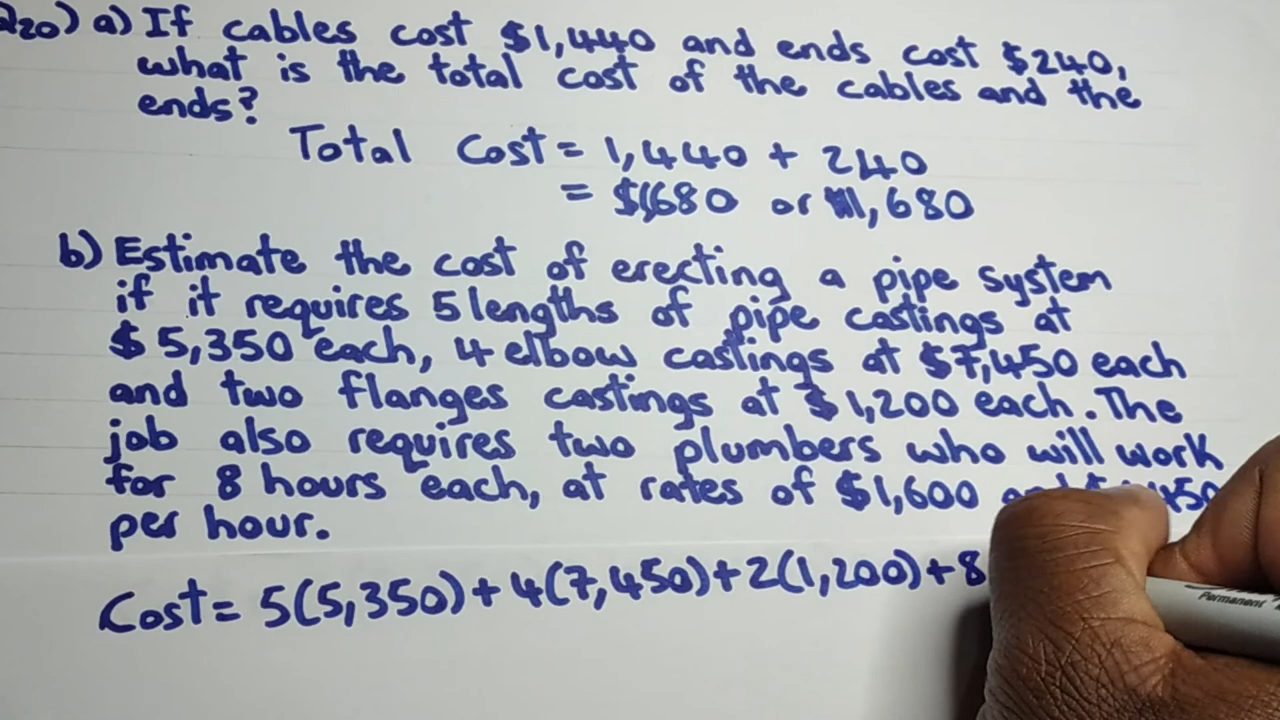 220) a) If cables cost $1,440 and ends cost $240,
what is the total cost of the cables and the
ends?
Total Cost = 1,440 + 240
= $1,680 or $1,680
b) Estimate the cost of erecting a pipe system
if it requires 5 lengths of pipe castings at
$5,350 each, 4 elbow castings at $7,450 each
and two flanges castings at $1,200 each. The
job also requires two plumbers who will work
for 8 hours each, at rates of $1,600
per hour.
Cost = 5(5,350) + 4(7,450) + 2(1,200) + 8
Permanent